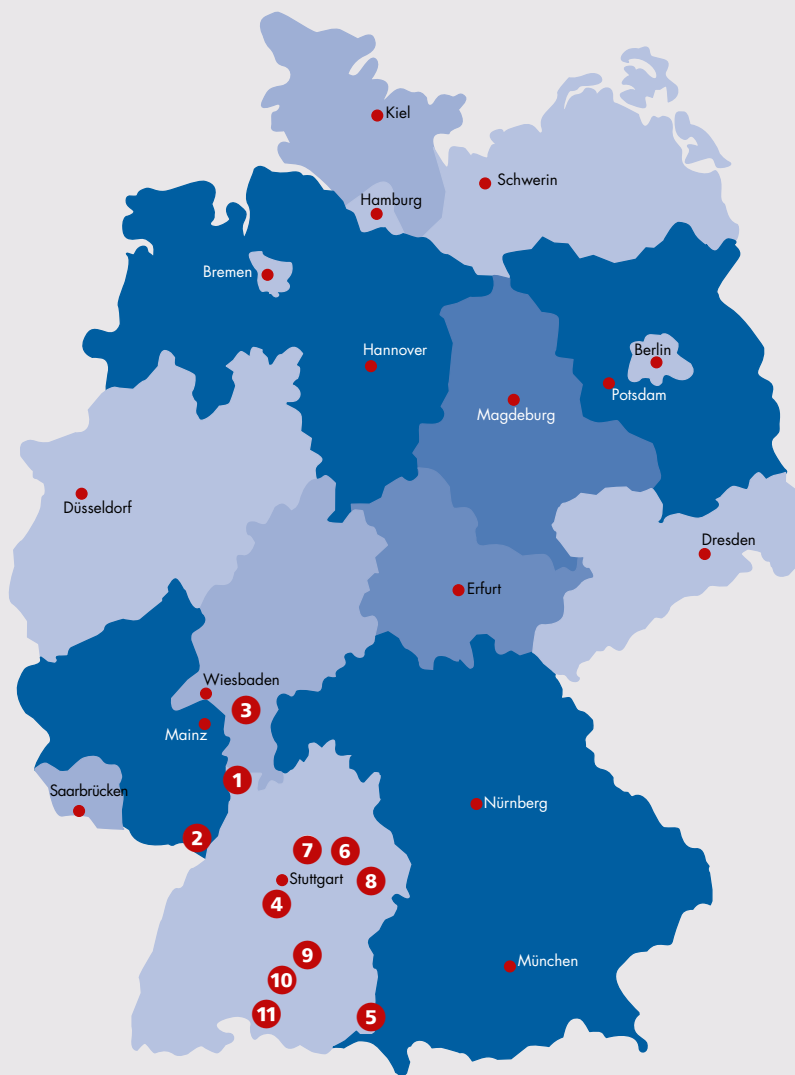 Kiel
Schwerin
Hamburg
Bremen
Hannover
Berlin
Potsdam
Magdeburg
Düsseldorf
Dresden
Erfurt
Wiesbaden
3
Mainz
1
Saarbrücken
Nürnberg
2
7
6
Stuttgart
8
4
9
München
10
11
5